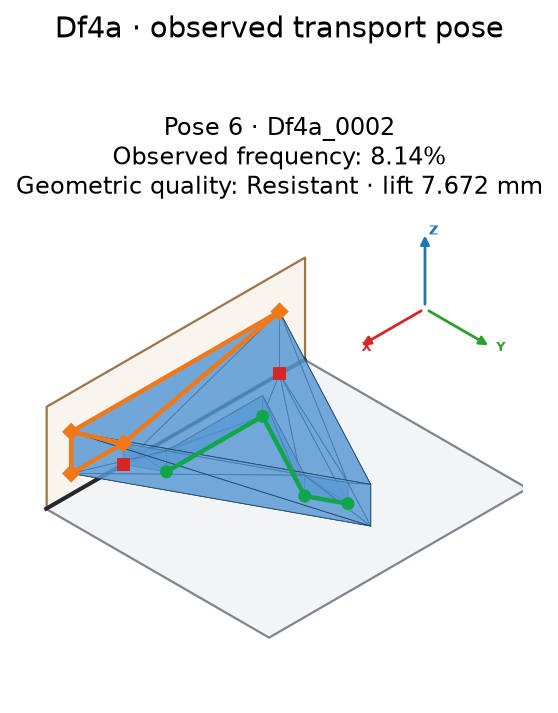 Df4a · observed transport pose
Pose 6 · Df4a_0002
Observed frequency: 8.14%
Geometric quality: Resistant · lift 7.672 mm
Z
X
Y